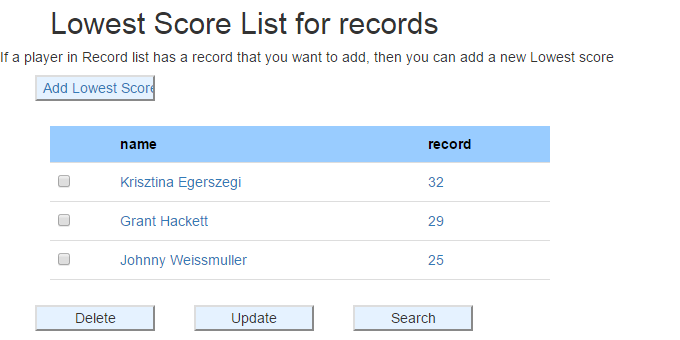 Lowest Score List for records
If a player in Record list has a record that you want to add, then you can add a new Lowest score
Add Lowest Score
name record
Krisztina Egerszegi 32
Grant Hackett 29
Johnny Weissmuller 25
Delete Update Search